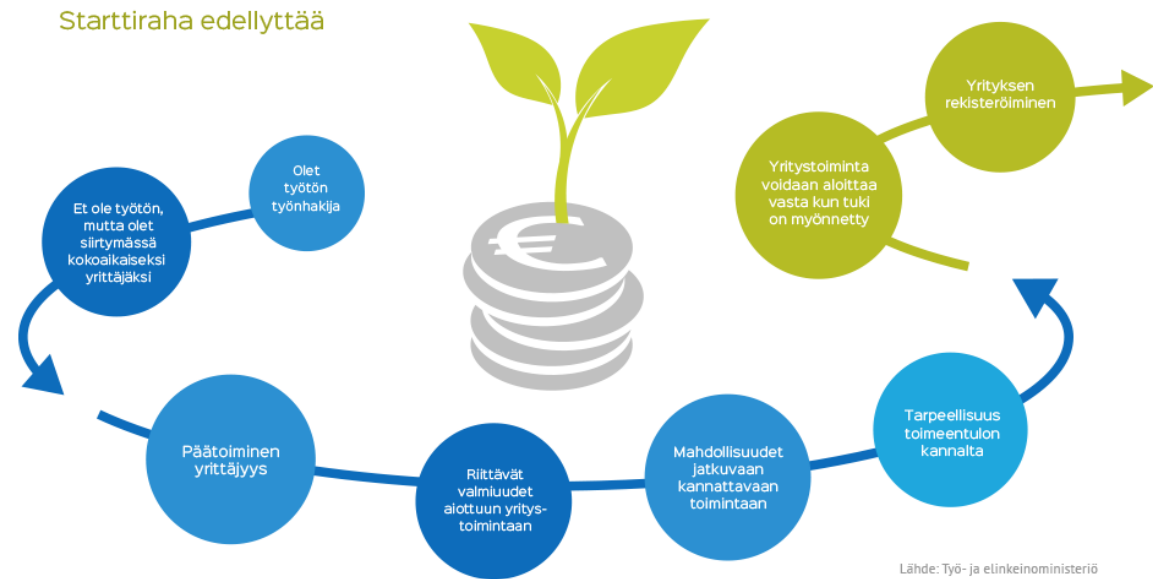 Starttiraha edellyttää
Olet
työtön
työnhakija
Et ole työtön,
mutta olet
siirtymässä
kokoaikaiseksi
yrittäjäksi
Päätoiminen
yrittäjyys
Riittävät
valmiudet
aiottuun yritys-
toimintaan
Mahdollisuudet
jatkuvaan
kannattavaan
toimintaan
Tarpeellisuus
toimeentulon
kannalta
Yritystoiminta
voidaan aloittaa
vasta kun tuki
on myönnetty
Yrityksen
rekisteröiminen
Lähde: Työ- ja elinkeinoministeriö